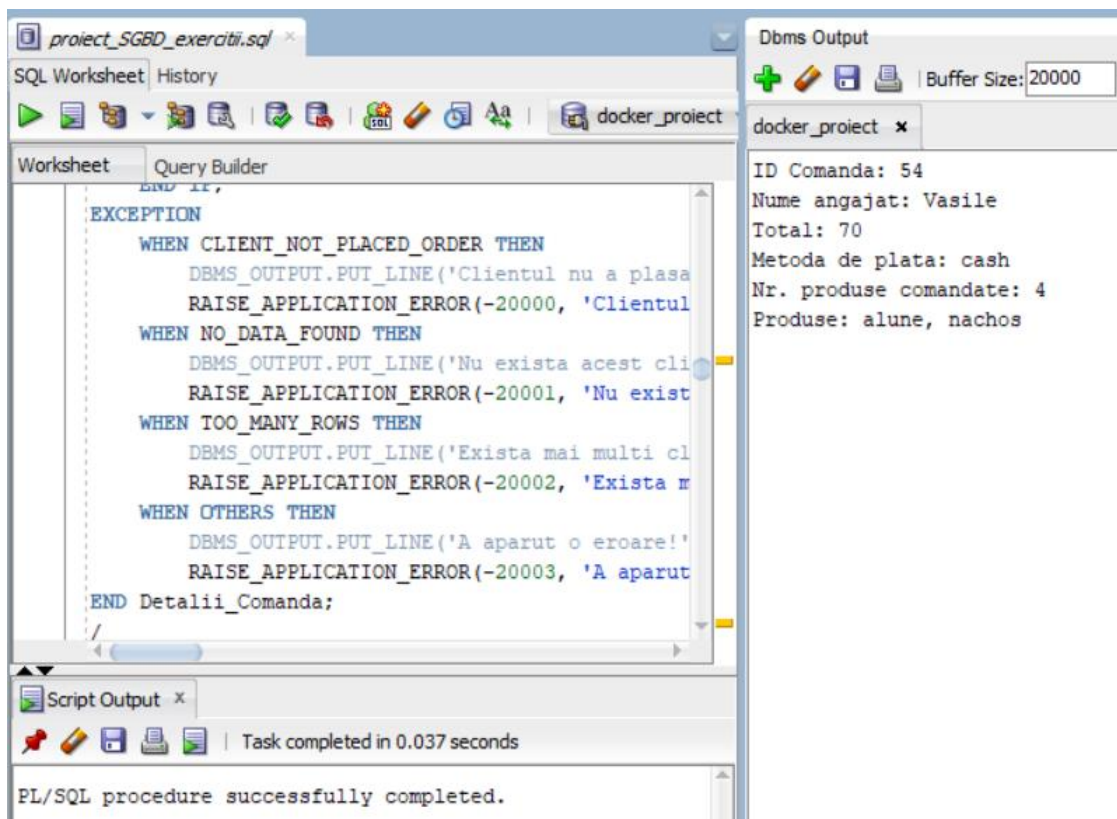 proiect_SGBD_exercitii.sql
SQL Worksheet History
docker_proiect
Worksheet Query Builder
END IF;
EXCEPTION
WHEN CLIENT_NOT_PLACED_ORDER THEN
DBMS_OUTPUT.PUT_LINE('Clientul nu a plasa
RAISE_APPLICATION_ERROR(-20000, 'Clientul
WHEN NO_DATA_FOUND THEN
DBMS_OUTPUT.PUT_LINE('Nu exista acest cli
RAISE_APPLICATION_ERROR(-20001, 'Nu exist
WHEN TOO_MANY_ROWS THEN
DBMS_OUTPUT.PUT_LINE('Exista mai multi cl
RAISE_APPLICATION_ERROR(-20002, 'Exista m
WHEN OTHERS THEN
DBMS_OUTPUT.PUT_LINE('A aparut o eroare!'
RAISE_APPLICATION_ERROR(-20003, 'A aparut
END Detalii_Comanda;
/
Script Output x
Task completed in 0.037 seconds
PL/SQL procedure successfully completed.
Dbms Output
Buffer Size: 20000
docker_proiect x
ID Comanda: 54
Nume angajat: Vasile
Total: 70
Metoda de plata: cash
Nr. produse comandate: 4
Produse: alune, nachos